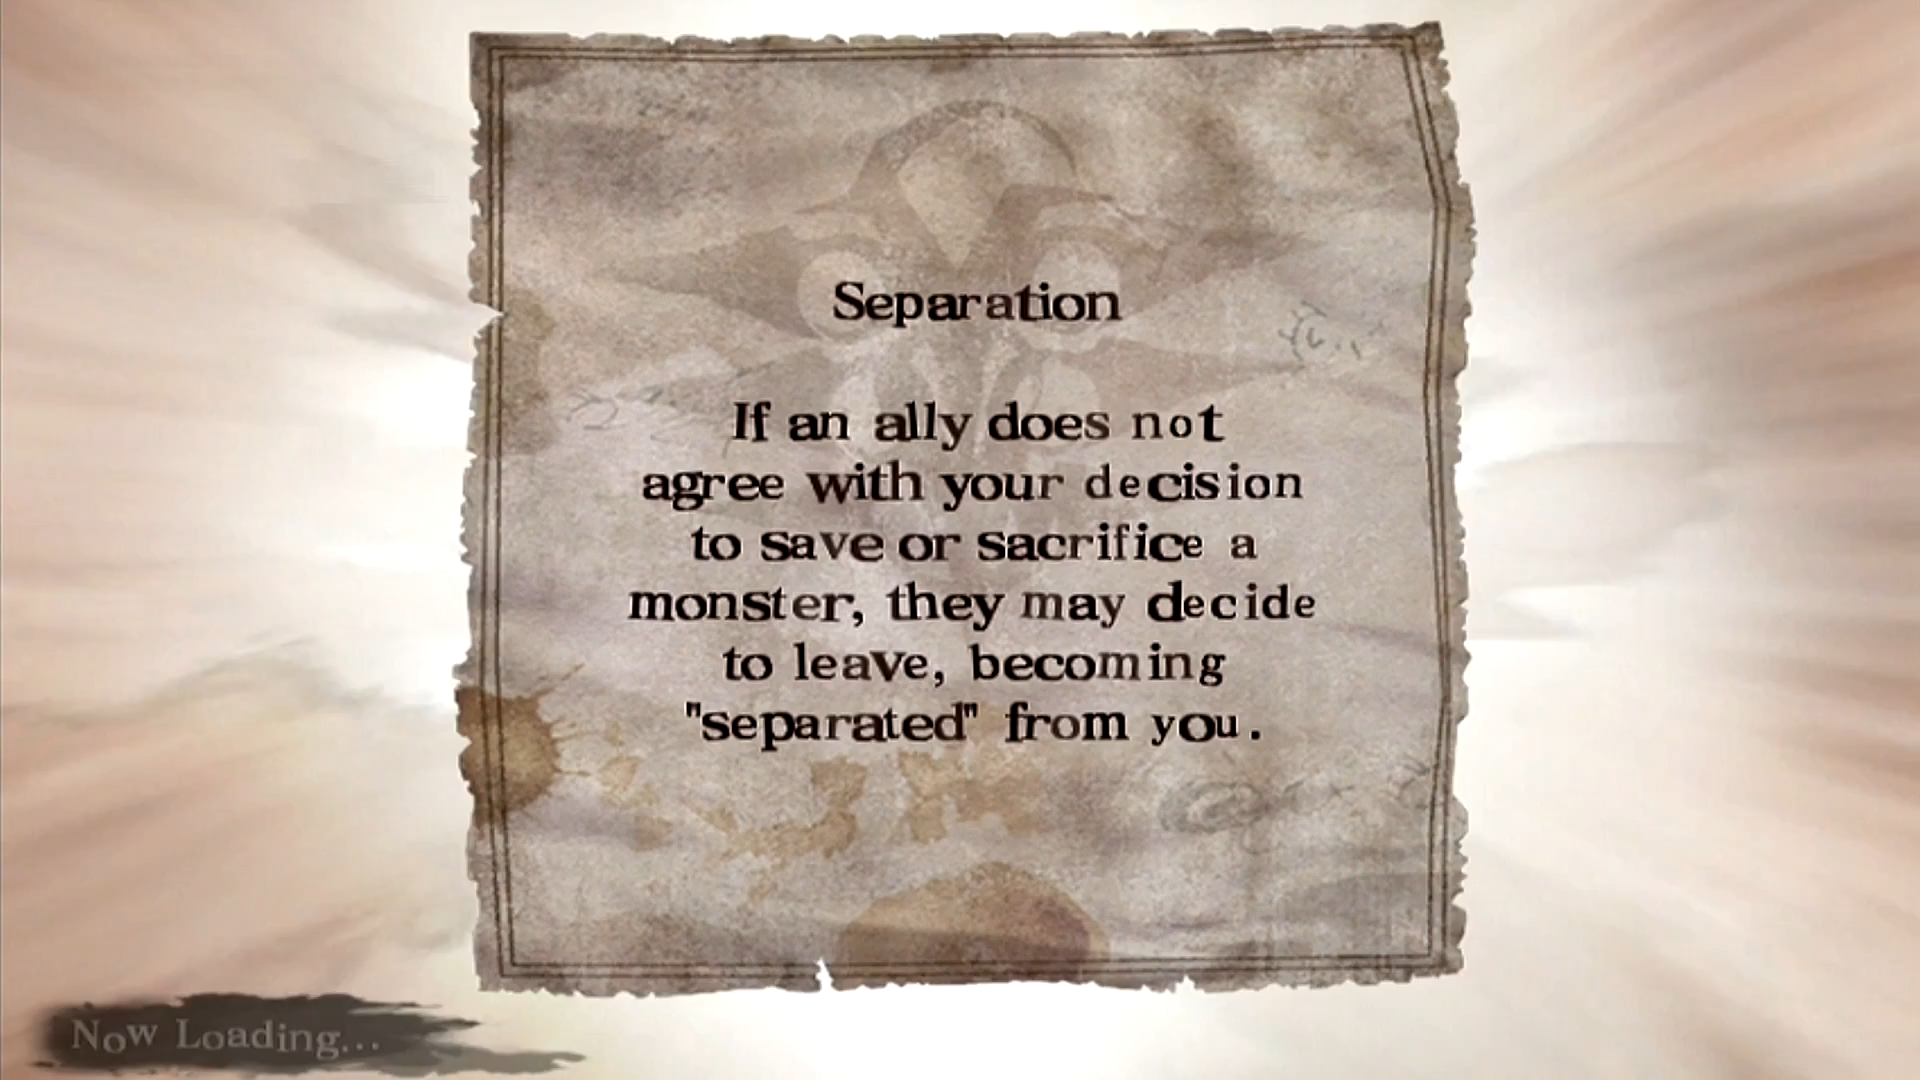 Separation
If an ally does not
agree with your decision
to save or sacrifice a
monster, they may decide
to leave, becoming
"separated" from you.
Now Loading...